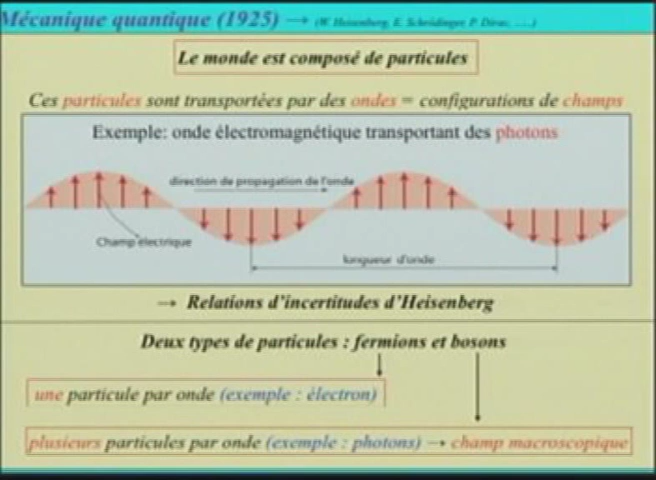 Mécanique quantique (1925) → (W. Heisenberg, E. Schrödinger, P. Dirac, ....)
Le monde est composé de particules
Ces particules sont transportées par des ondes = configurations de champs
Exemple: onde électromagnétique transportant des photons
direction de propagation de l'onde
Champ électrique
longueur d'onde
→ Relations d'incertitudes d'Heisenberg
Deux types de particules : fermions et bosons
une particule par onde (exemple : électron)
plusieurs particules par onde (exmple : photons) → champ macroscopique